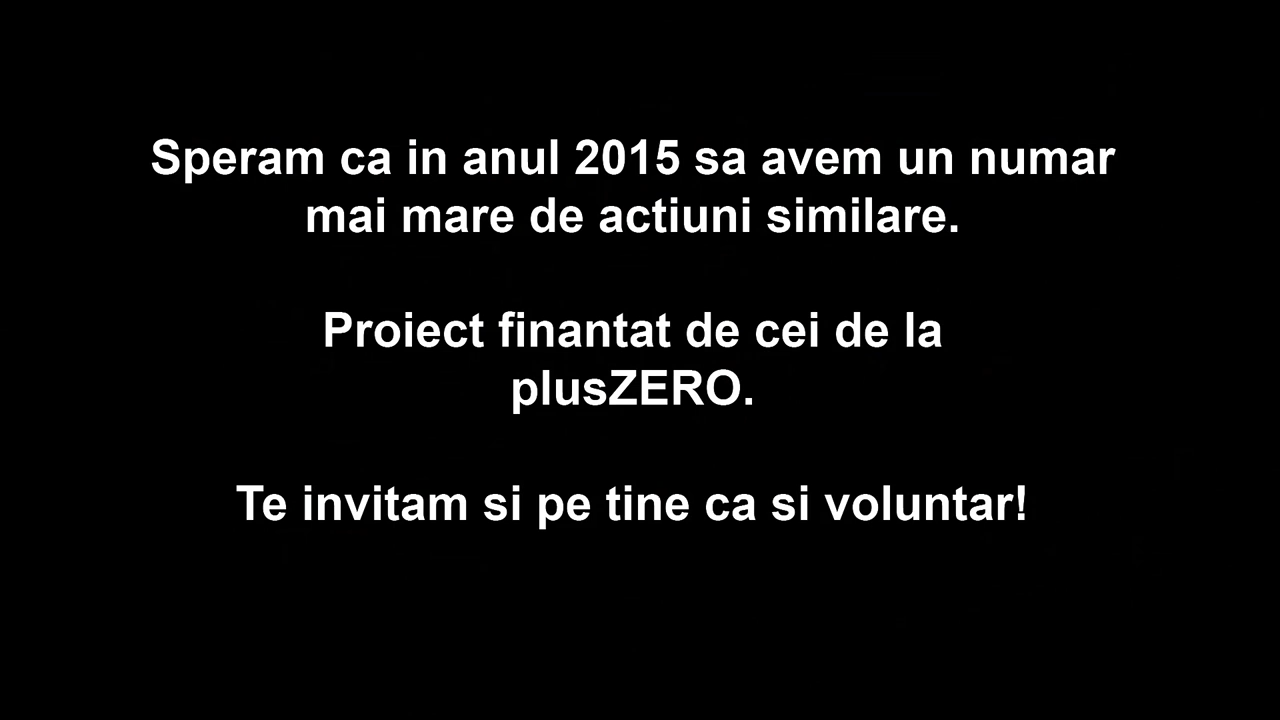 Speram ca in anul 2015 sa avem un numar
mai mare de actiuni similare.
Proiect finantat de cei de la
plusZERO.
Te invitam si pe tine ca si voluntar!